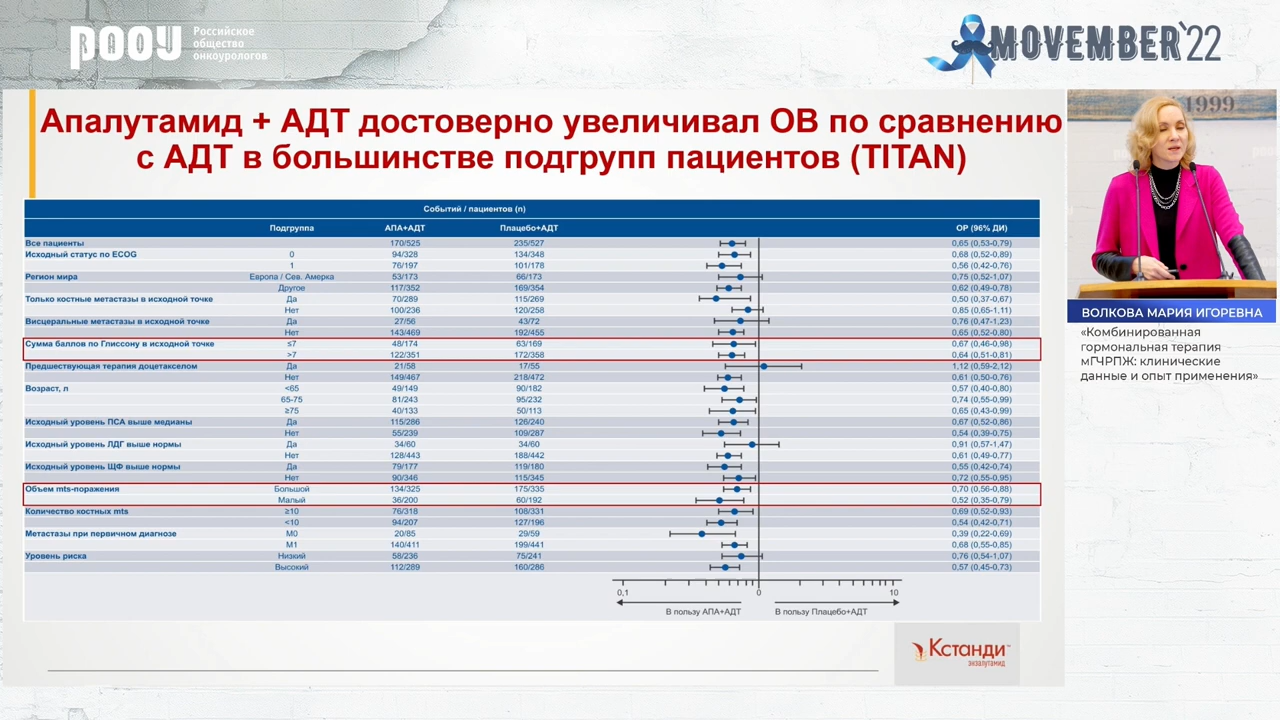 РООУ
Российское
общество
онкоурологов
MOVEMBER'22
1999
Апалутамид + АДТ достоверно увеличивал ОВ по сравнению
с АДТ в большинстве подгрупп пациентов (TITAN)
Событий / пациентов (n)
Подгруппа АПА+АДТ Плацебо+АДТ ОР (96% ДИ)
Все пациенты 170/525 235/527 0,65 (0,53-0,79)
Исходный статус по ECOG 0 94/328 134/348 0,68 (0,52-0,89)
1 76/197 101/178 0,56 (0,42-0,76)
Регион мира Европа / Сев. Амерка 53/173 66/173 0,75 (0,52-1,07)
Другое 117/352 169/354 0,62 (0,49-0,78)
Только костные метастазы в исходной точке Да 70/289 115/269 0,50 (0,37-0,67)
Нет 100/236 120/258 0,85 (0,65-1,11)
Висцеральные метастазы в исходной точке Да 27/56 43/72 0,76 (0,47-1,23)
Нет 143/469 192/455 0,65 (0,52-0,80)
Сумма баллов по Глиссону в исходной точке ≤7 48/174 63/169 0,67 (0,46-0,98)
>7 122/351 172/358 0,64 (0,51-0,81)
Предшествующая терапия доцетакселом Да 21/58 17/55 1,12 (0,59-2,12)
Нет 149/467 218/472 0,61 (0,50-0,76)
Возраст, л <65 49/149 90/182 0,57 (0,40-0,80)
65-75 81/243 95/232 0,74 (0,55-0,99)
≥75 40/133 50/113 0,65 (0,43-0,99)
Исходный уровень ПСА выше медианы Да 115/286 126/240 0,67 (0,52-0,86)
Нет 55/239 109/287 0,54 (0,39-0,75)
Исходный уровень ЛДГ выше нормы Да 34/60 34/60 0,91 (0,57-1,47)
Нет 128/443 188/442 0,61 (0,49-0,77)
Исходный уровень ЩФ выше нормы Да 79/177 119/180 0,55 (0,42-0,74)
Нет 90/346 115/345 0,72 (0,55-0,95)
Объем mts-поражения Большой 134/325 175/335 0,70 (0,56-0,88)
Малый 36/200 60/192 0,52 (0,35-0,79)
Количество костных mts ≥10 76/318 108/331 0,69 (0,52-0,93)
<10 94/207 127/196 0,54 (0,42-0,71)
Метастазы при первичном диагнозе М0 20/85 29/59 0,39 (0,22-0,69)
М1 140/411 199/441 0,68 (0,55-0,85)
Уровень риска Низкий 58/236 75/241 0,76 (0,54-1,07)
Высокий 112/289 160/286 0,57 (0,45-0,73)
0,1 0 10
В пользу АПА+АДТ В пользу Плацебо+АДТ
Кстанди™
энзалутамид
ВОЛКОВА МАРИЯ ИГОРЕВНА
«Комбинированная
гормональная терапия
мГЧРПЖ: клинические
данные и опыт применения»